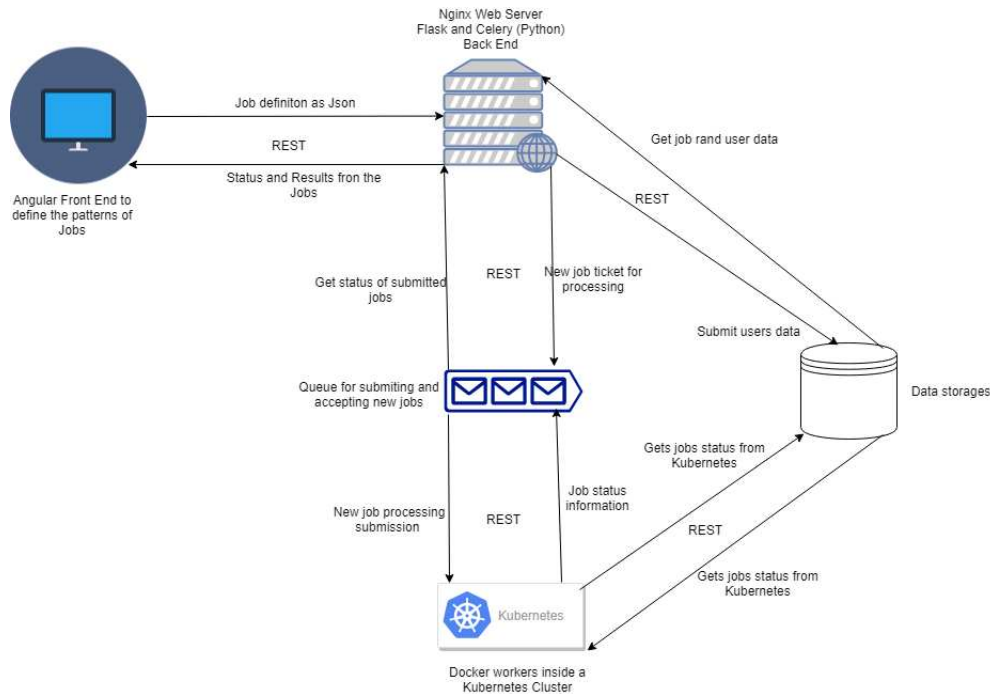 Nginx Web Server
Flask and Celery (Python)
Back End
Job definiton as Json
REST
Status and Results fron the
Jobs
Angular Front End to
define the patterns of
Jobs
Get job rand user data
REST
Get status of submitted
jobs
REST
New job ticket for
processing
Submit users data
Queue for submiting and
accepting new jobs
Data storages
Gets jobs status from
Kubernetes
New job processing
submission
REST
Job status
information
REST
Gets jobs status from
Kubernetes
Kubernetes
Docker workers inside a
Kubernetes Cluster